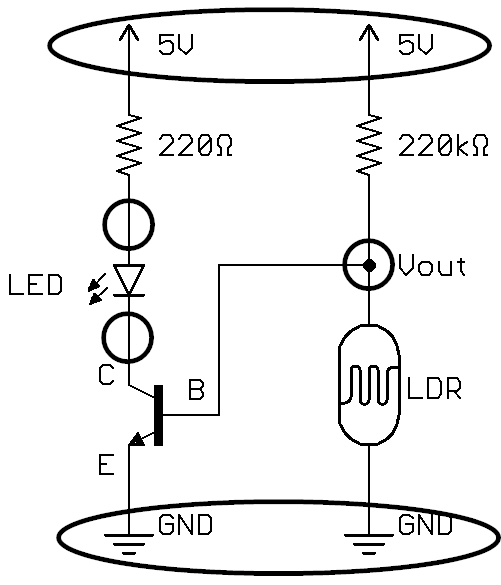 5V 5V
220Ω 220kΩ
LED Vout
C B LDR
E
GND GND